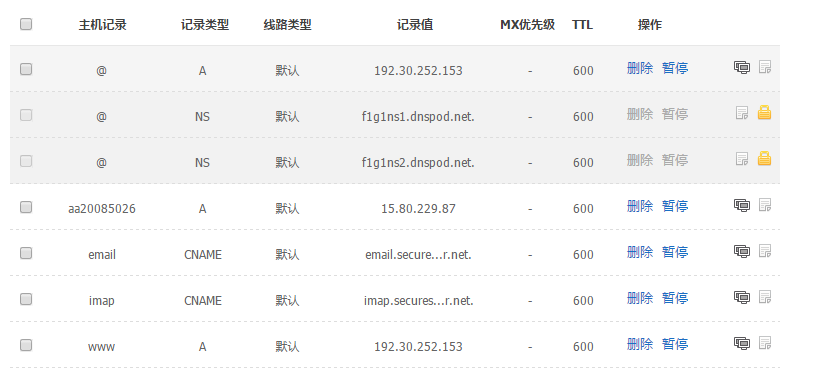 主机记录 记录类型 线路类型 记录值 MX优先级 TTL 操作
@ A 默认 192.30.252.153 - 600 删除 暂停
@ NS 默认 f1g1ns1.dnspod.net. - 600 删除 暂停
@ NS 默认 f1g1ns2.dnspod.net. - 600 删除 暂停
aa20085026 A 默认 15.80.229.87 - 600 删除 暂停
email CNAME 默认 email.secure...r.net. - 600 删除 暂停
imap CNAME 默认 imap.secures...r.net. - 600 删除 暂停
www A 默认 192.30.252.153 - 600 删除 暂停